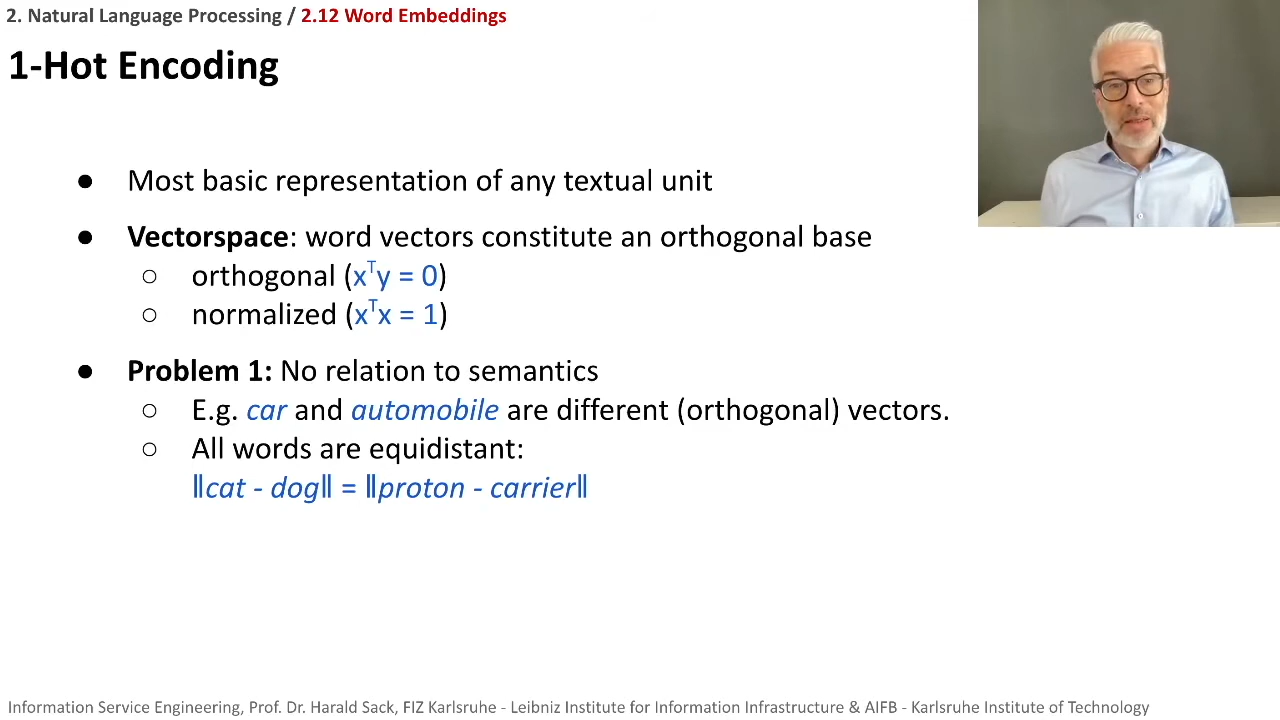 2. Natural Language Processing / 2.12 Word Embeddings
1-Hot Encoding
● Most basic representation of any textual unit
● Vectorspace: word vectors constitute an orthogonal base
○ orthogonal (xᵀy = 0)
○ normalized (xᵀx = 1)
● Problem 1: No relation to semantics
○ E.g. car and automobile are different (orthogonal) vectors.
○ All words are equidistant:
‖cat - dog‖ = ‖proton - carrier‖
Information Service Engineering, Prof. Dr. Harald Sack, FIZ Karlsruhe - Leibniz Institute for Information Infrastructure & AIFB - Karlsruhe Institute of Technology